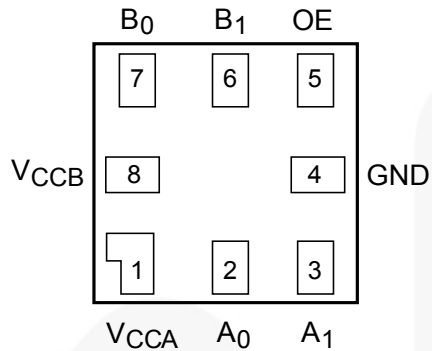 B0 B1 OE
7 6 5
VCCB 8 4 GND
1 2 3
VCCA A0 A1